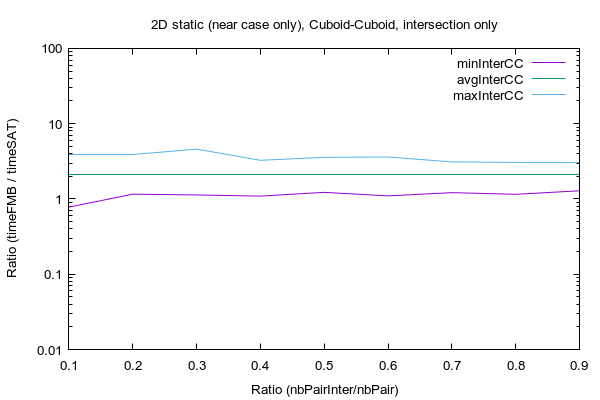 2D static (near case only), Cuboid-Cuboid, intersection only
100
10
1
0.1
0.01
Ratio (timeFMB / timeSAT)
minInterCC
avgInterCC
maxInterCC
0.1 0.2 0.3 0.4 0.5 0.6 0.7 0.8 0.9
Ratio (nbPairInter/nbPair)